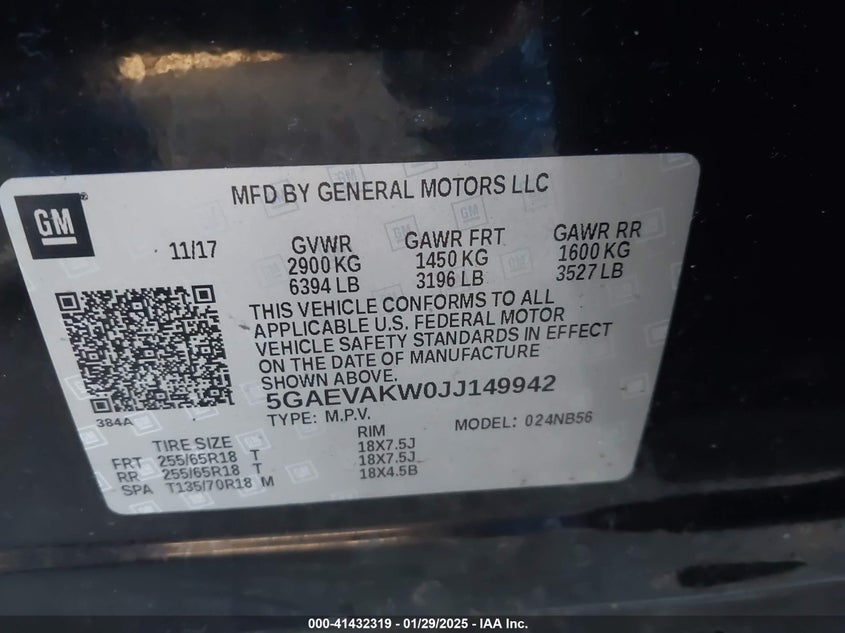 MFD BY GENERAL MOTORS LLC
GM
11/17
GVWR GAWR FRT GAWR RR
2900 KG 1450 KG 1600 KG
6394 LB 3196 LB 3527 LB
THIS VEHICLE CONFORMS TO ALL
APPLICABLE U.S. FEDERAL MOTOR
VEHICLE SAFETY STANDARDS IN EFFECT
ON THE DATE OF MANUFACTURE
SHOWN ABOVE.
5GAEVAKW0JJ149942
384A
TYPE: M.P.V. MODEL: 024NB56
TIRE SIZE RIM
FRT 255/65R18 T 18X7.5J
RR 255/65R18 T 18X7.5J
SPA T135/70R18 M 18X4.5B
000-41432319 / 01/29/2025 - IAA Inc.